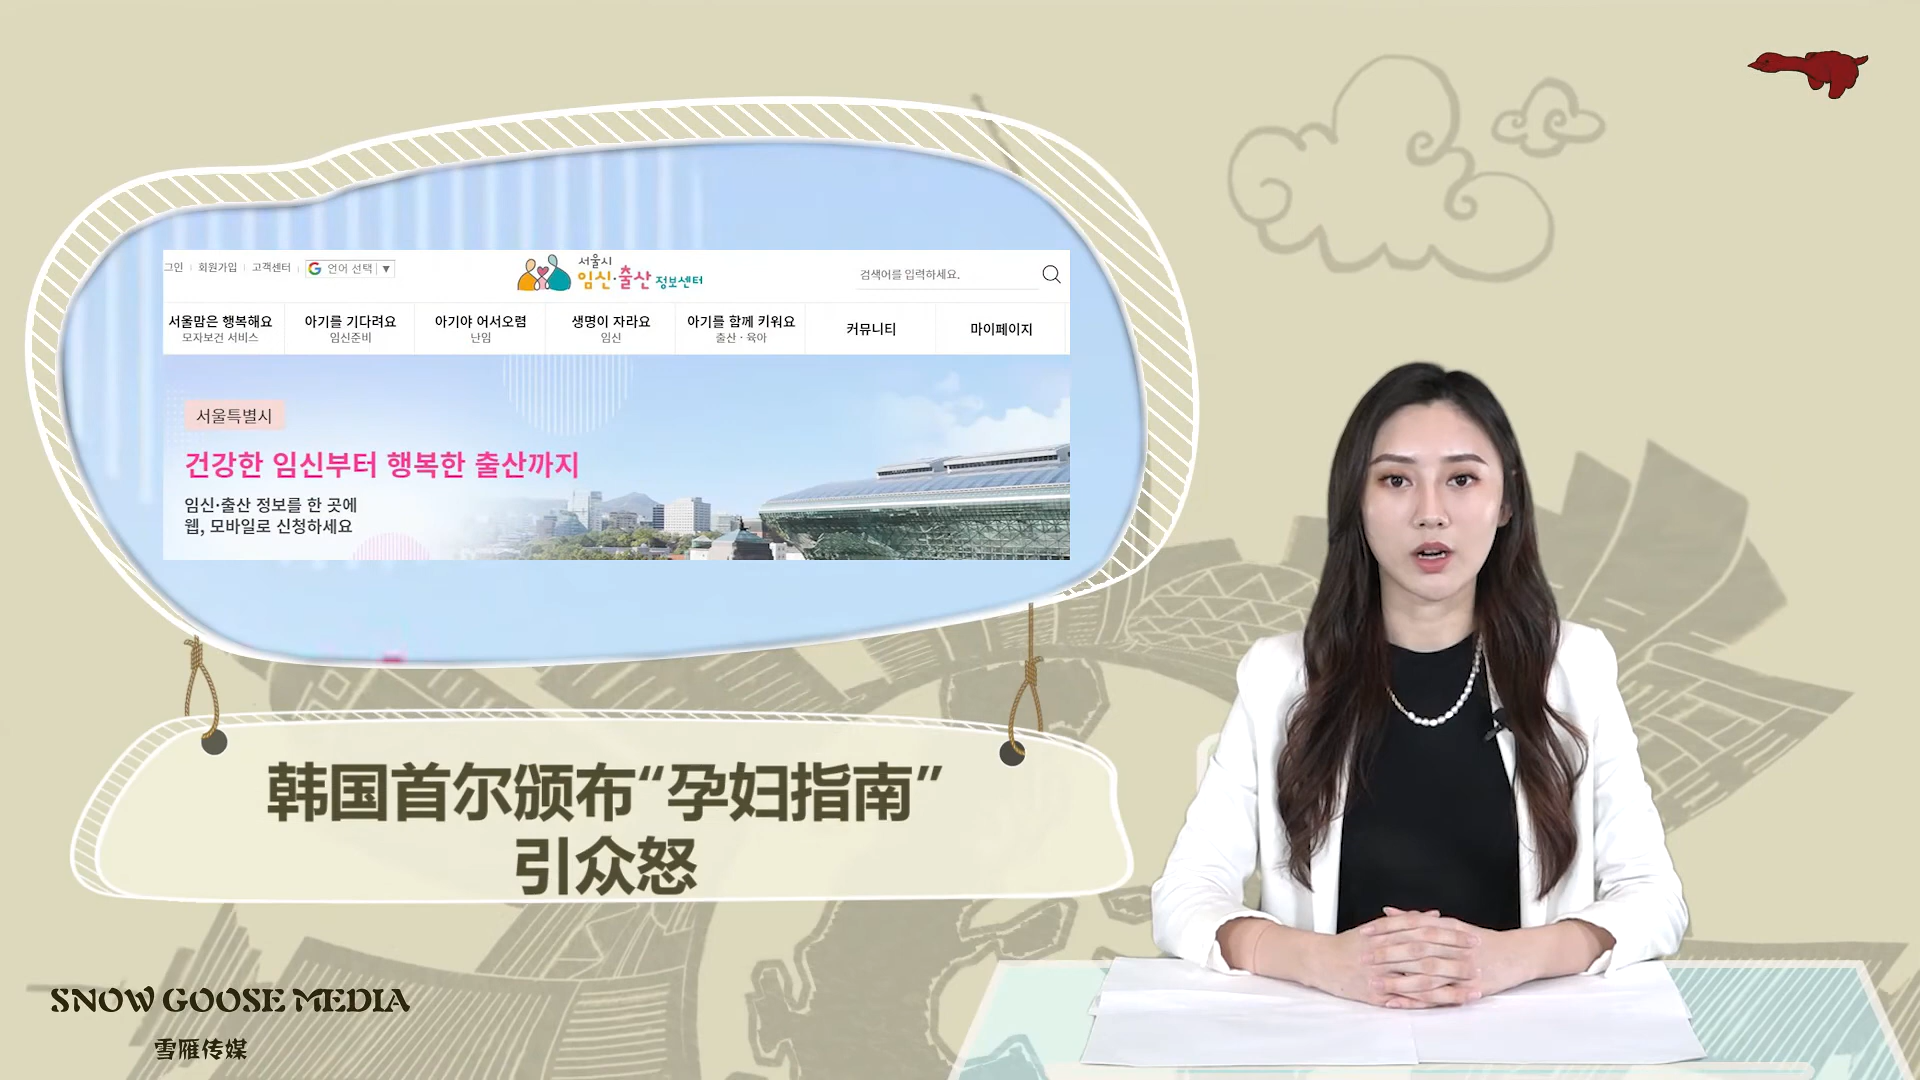 그인 회원가입 고객센터 언어 선택 ▼
서울시
임신·출산 정보센터
검색어를 입력하세요.
서울맘은 행복해요
모자보건 서비스
아기를 기다려요
임신준비
아기야 어서오렴
난임
생명이 자라요
임신
아기를 함께 키워요
출산·육아
커뮤니티
마이페이지
서울특별시
건강한 임신부터 행복한 출산까지
임신·출산 정보를 한 곳에
웹, 모바일로 신청하세요
韩国首尔颁布“孕妇指南”
引众怒
SNOW GOOSE MEDIA
雪雁传媒